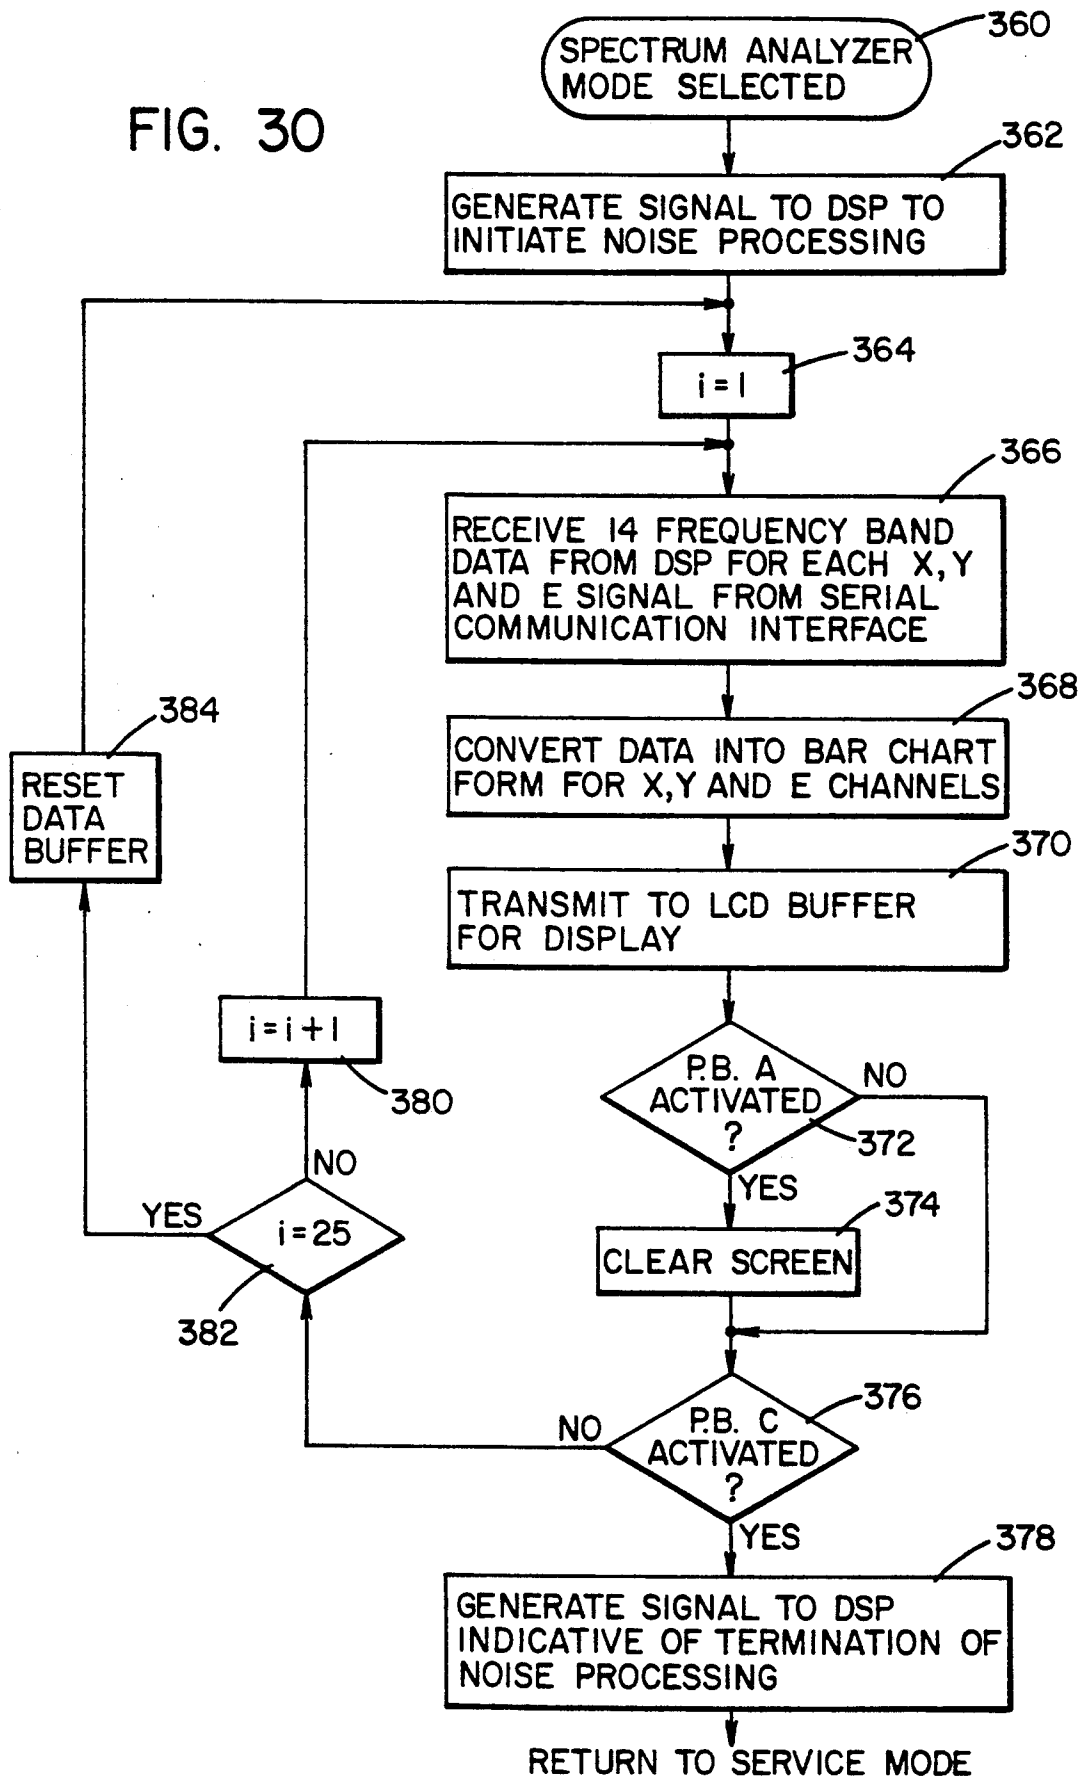 FIG. 30
360
SPECTRUM ANALYZER
MODE SELECTED
362
GENERATE SIGNAL TO DSP TO
INITIATE NOISE PROCESSING
364
i = 1
366
RECEIVE 14 FREQUENCY BAND
DATA FROM DSP FOR EACH X, Y
AND E SIGNAL FROM SERIAL
COMMUNICATION INTERFACE
368
CONVERT DATA INTO BAR CHART
FORM FOR X, Y AND E CHANNELS
384
RESET
DATA
BUFFER
370
TRANSMIT TO LCD BUFFER
FOR DISPLAY
i = i + 1
380
P.B. A
ACTIVATED
?
NO
372
YES
374
CLEAR SCREEN
NO
YES
i = 25
382
376
P.B. C
ACTIVATED
?
NO
YES
378
GENERATE SIGNAL TO DSP
INDICATIVE OF TERMINATION OF
NOISE PROCESSING
RETURN TO SERVICE MODE